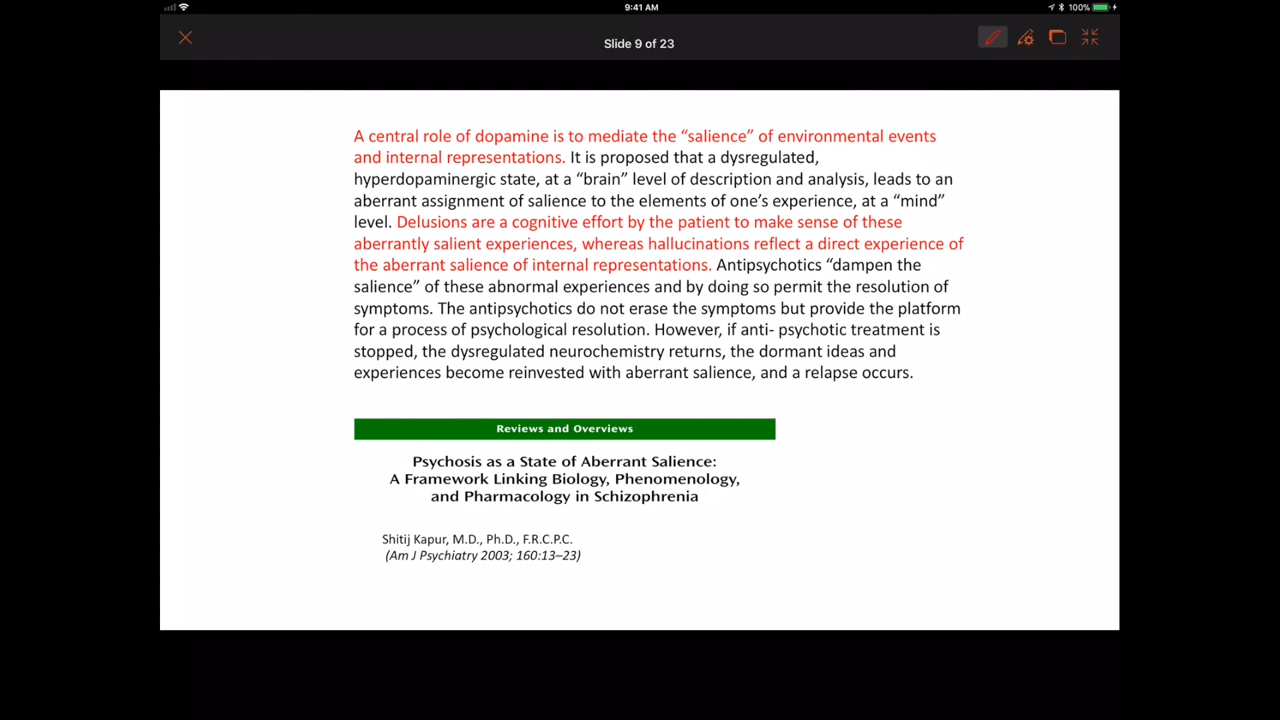 9:41 AM
100%
Slide 9 of 23
A central role of dopamine is to mediate the “salience” of environmental events
and internal representations. It is proposed that a dysregulated,
hyperdopaminergic state, at a “brain” level of description and analysis, leads to an
aberrant assignment of salience to the elements of one’s experience, at a “mind”
level. Delusions are a cognitive effort by the patient to make sense of these
aberrantly salient experiences, whereas hallucinations reflect a direct experience of
the aberrant salience of internal representations. Antipsychotics “dampen the
salience” of these abnormal experiences and by doing so permit the resolution of
symptoms. The antipsychotics do not erase the symptoms but provide the platform
for a process of psychological resolution. However, if anti- psychotic treatment is
stopped, the dysregulated neurochemistry returns, the dormant ideas and
experiences become reinvested with aberrant salience, and a relapse occurs.
Reviews and Overviews
Psychosis as a State of Aberrant Salience:
A Framework Linking Biology, Phenomenology,
and Pharmacology in Schizophrenia
Shitij Kapur, M.D., Ph.D., F.R.C.P.C.
(Am J Psychiatry 2003; 160:13–23)